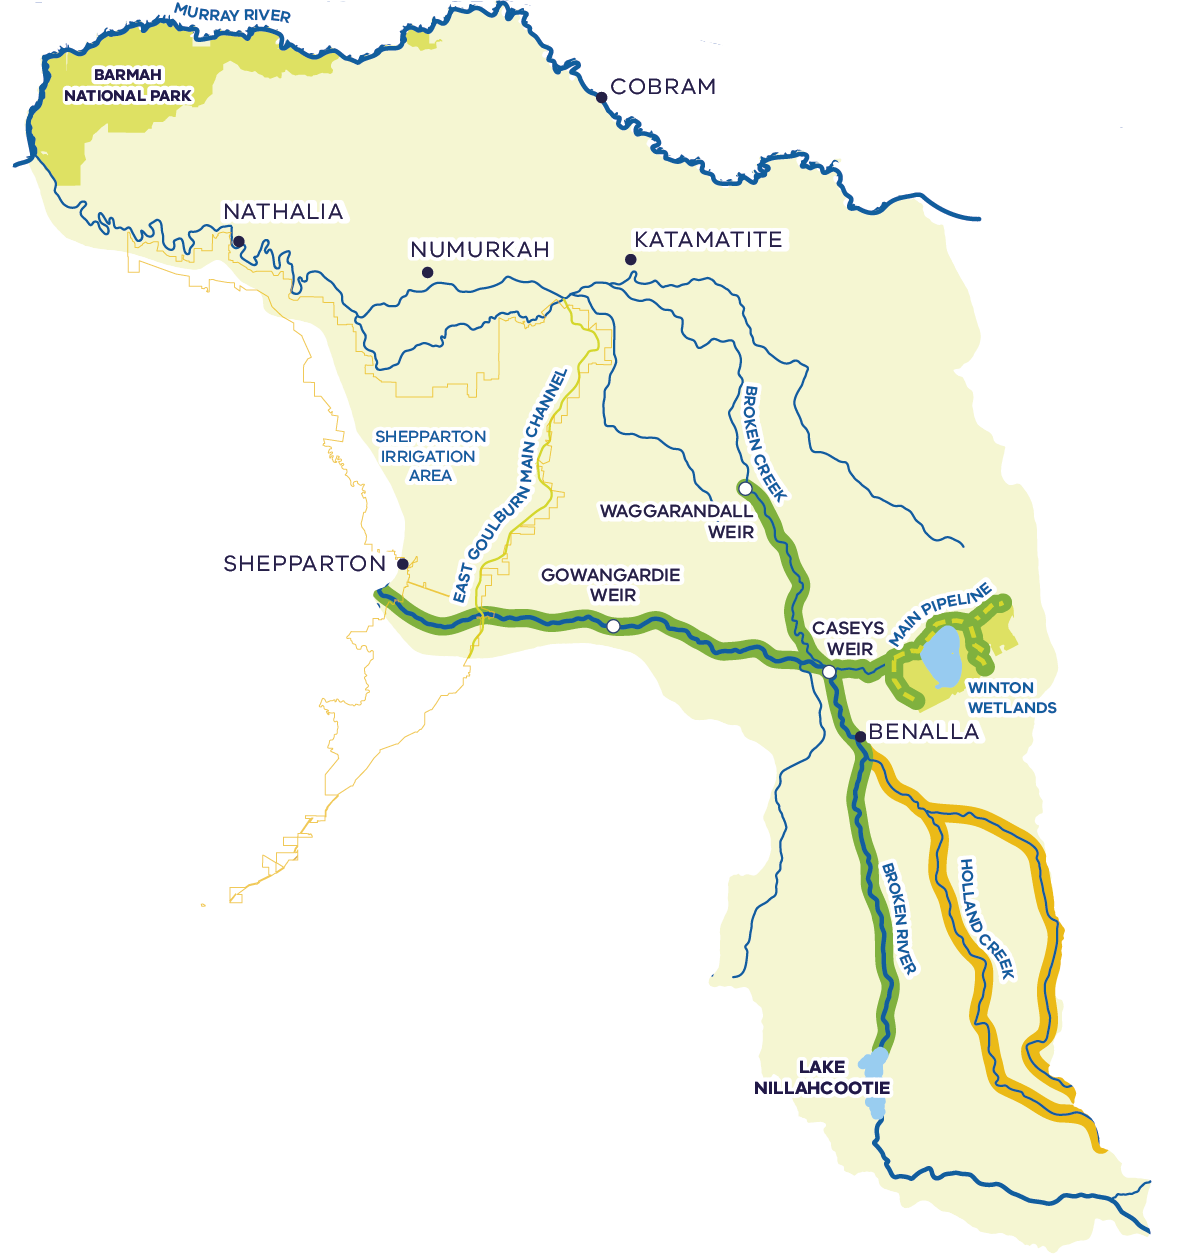 MURRAY RIVER
BARMAH
NATIONAL PARK
COBRAM
NATHALIA
NUMURKAH
KATAMATITE
EAST GOULBURN MAIN CHANNEL
BROKEN CREEK
SHEPPARTON
IRRIGATION
AREA
WAGGARANDALL
WEIR
SHEPPARTON
GOWANGARDIE
WEIR
MAIN PIPELINE
CASEYS
WEIR
WINTON
WETLANDS
BENALLA
BROKEN RIVER
HOLLAND CREEK
LAKE
NILLAHCOOTIE